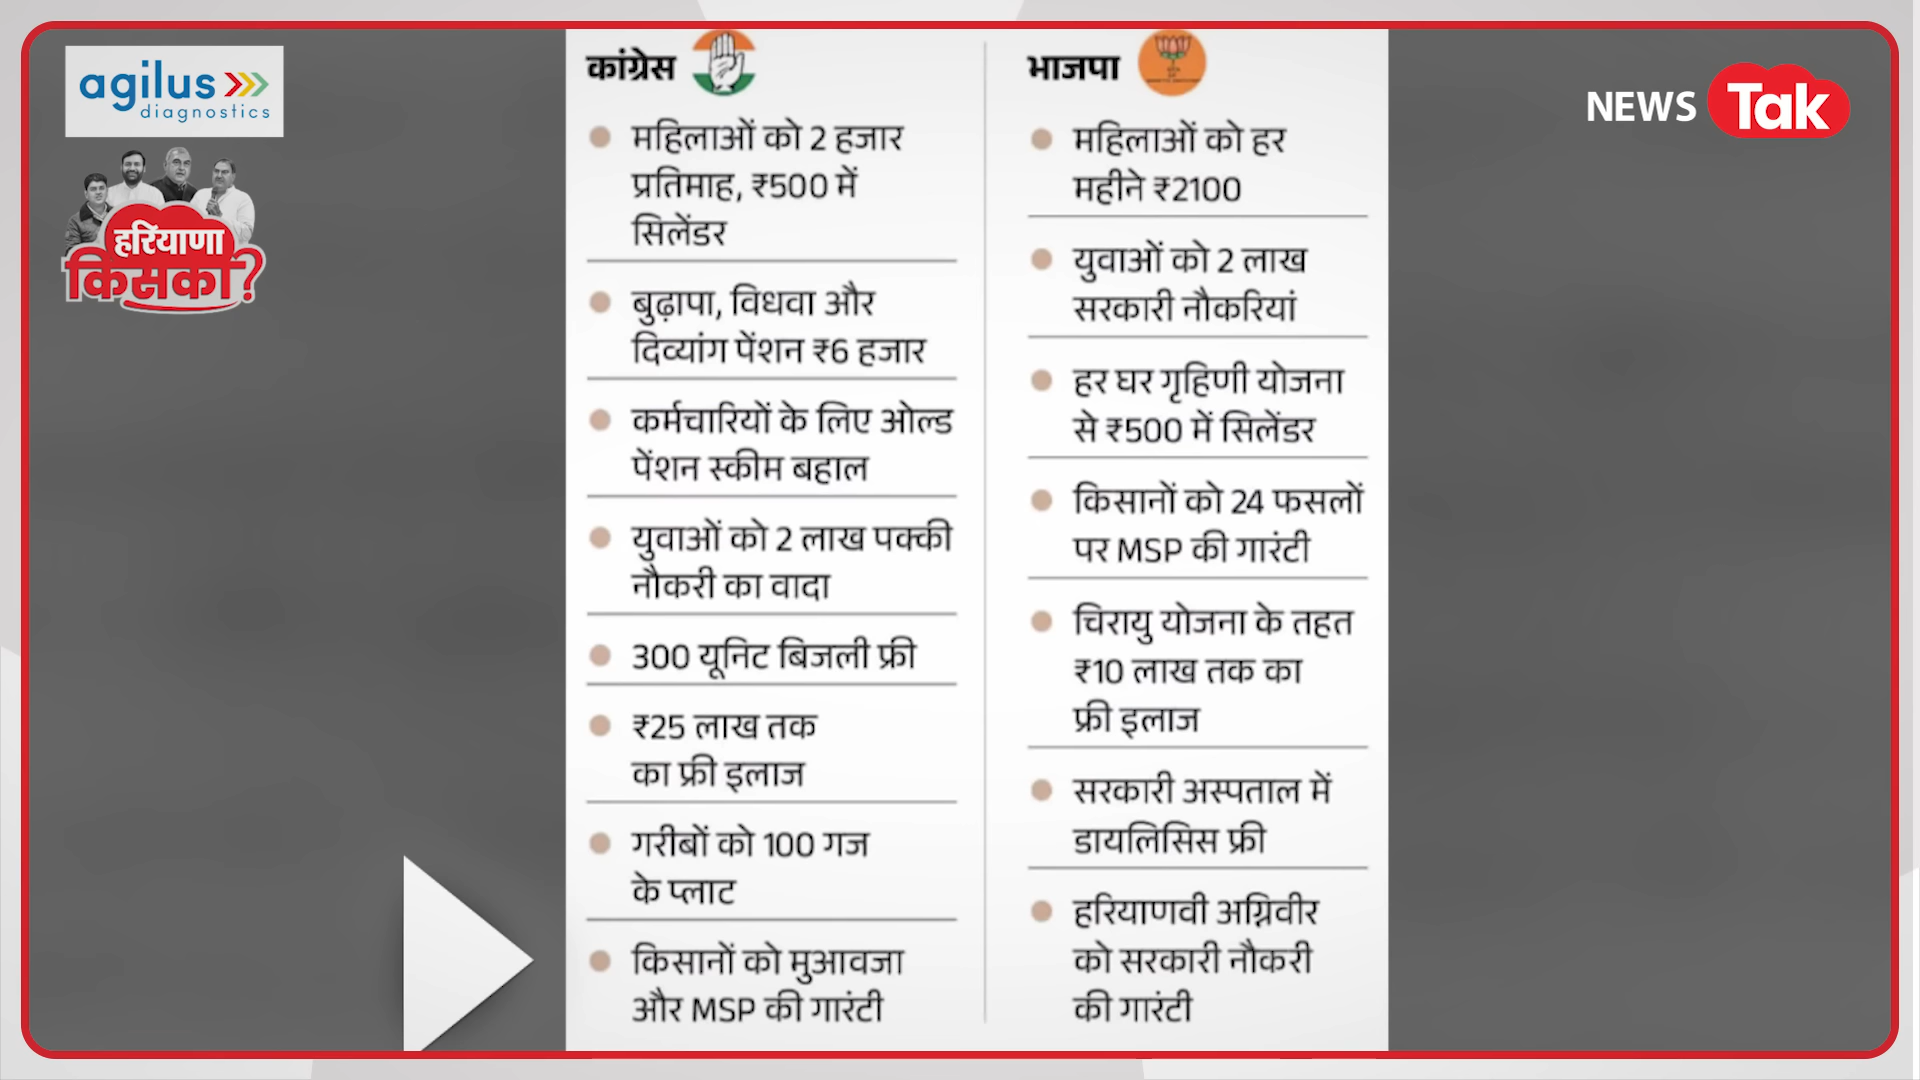 agilus
diagnostics
हरियाणा
किसका?
NEWS Tak
कांग्रेस
महिलाओं को 2 हजार
प्रतिमाह, ₹500 में
सिलेंडर
बुढ़ापा, विधवा और
दिव्यांग पेंशन ₹6 हजार
कर्मचारियों के लिए ओल्ड
पेंशन स्कीम बहाल
युवाओं को 2 लाख पक्की
नौकरी का वादा
300 यूनिट बिजली फ्री
₹25 लाख तक
का फ्री इलाज
गरीबों को 100 गज
के प्लाट
किसानों को मुआवजा
और MSP की गारंटी
भाजपा
महिलाओं को हर
महीने ₹2100
युवाओं को 2 लाख
सरकारी नौकरियां
हर घर गृहिणी योजना
से ₹500 में सिलेंडर
किसानों को 24 फसलों
पर MSP की गारंटी
चिरायु योजना के तहत
₹10 लाख तक का
फ्री इलाज
सरकारी अस्पताल में
डायलिसिस फ्री
हरियाणवी अग्निवीर
को सरकारी नौकरी
की गारंटी